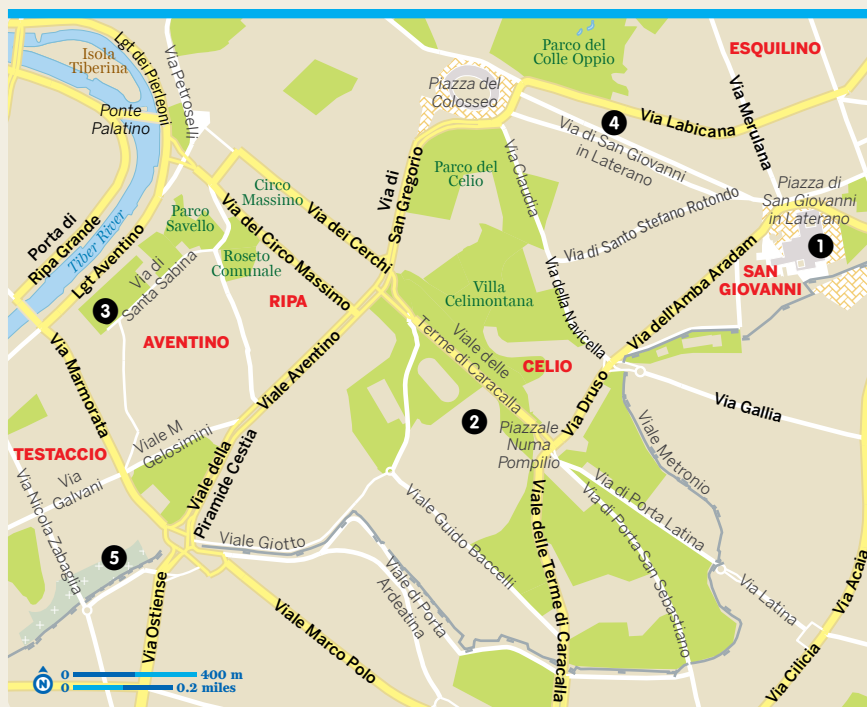 Isola
Tiberina
Lgt dei Pierleoni
Via Petroselli
Ponte
Palatino
Parco del
Colle Oppio
ESQUILINO
Piazza del
Colosseo
4
Via Labicana
Via Merulana
Via di San Giovanni
in Laterano
Via di
San Gregorio
Parco del
Celio
Via Claudia
Circo
Massimo
Via dei Cerchi
Piazza di
San Giovanni
in Laterano
Porta di
Ripa Grande
Tiber River
Lgt Aventino
Parco
Savello
Via di
Santa Sabina
Roseto
Comunale
Via del Circo Massimo
Via di Santo Stefano Rotondo
1
SAN
GIOVANNI
Via dell'Amba Aradam
3
RIPA
Villa
Celimontana
Via della Navicella
AVENTINO
Viale Aventino
Viale delle
Terme di Caracalla
CELIO
Via Marmorata
Via Druso
Via Gallia
2
Piazzale
Numa
Pompilio
Viale M
Gelosimini
TESTACCIO
Via
Galvani
Viale della
Piramide Cestia
Viale Metronio
Via Nicola Zabaglia
5
Viale Giotto
Viale Guido Baccelli
Viale di Porta
Ardeatina
Viale delle Terme di Caracalla
Via di Porta Latina
Via di Porta San Sebastiano
Via Latina
Via Acaia
Via Cilicia
Via Ostiense
Viale Marco Polo
N
0 400 m
0 0.2 miles